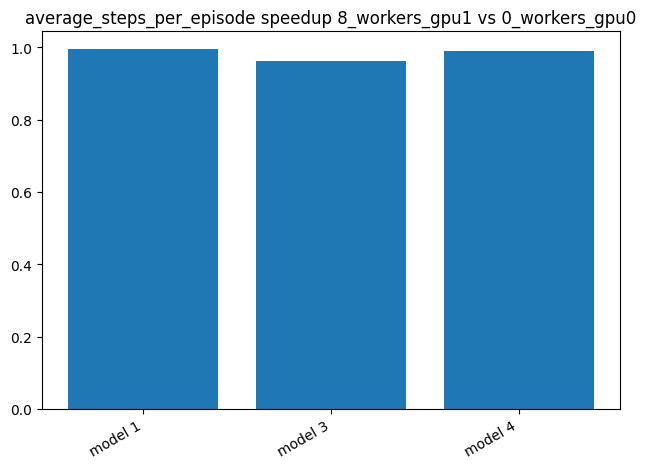 average_steps_per_episode speedup 8_workers_gpu1 vs 0_workers_gpu0
1.0
0.8
0.6
0.4
0.2
0.0
model 1
model 3
model 4